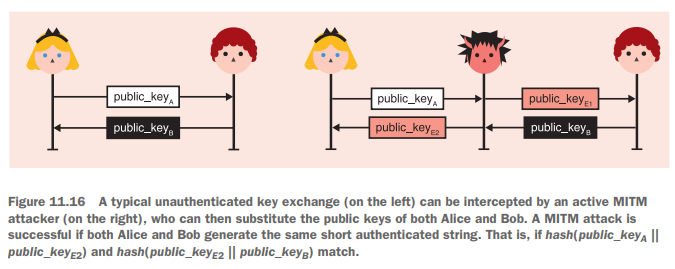 public_keyA
public_keyB
public_keyA
public_keyE1
public_keyE2
public_keyB
Figure 11.16 A typical unauthenticated key exchange (on the left) can be intercepted by an active MITM
attacker (on the right), who can then substitute the public keys of both Alice and Bob. A MITM attack is
successful if both Alice and Bob generate the same short authenticated string. That is, if hash(public_keyA ||
public_keyE2) and hash(public_keyE2 || public_keyB) match.